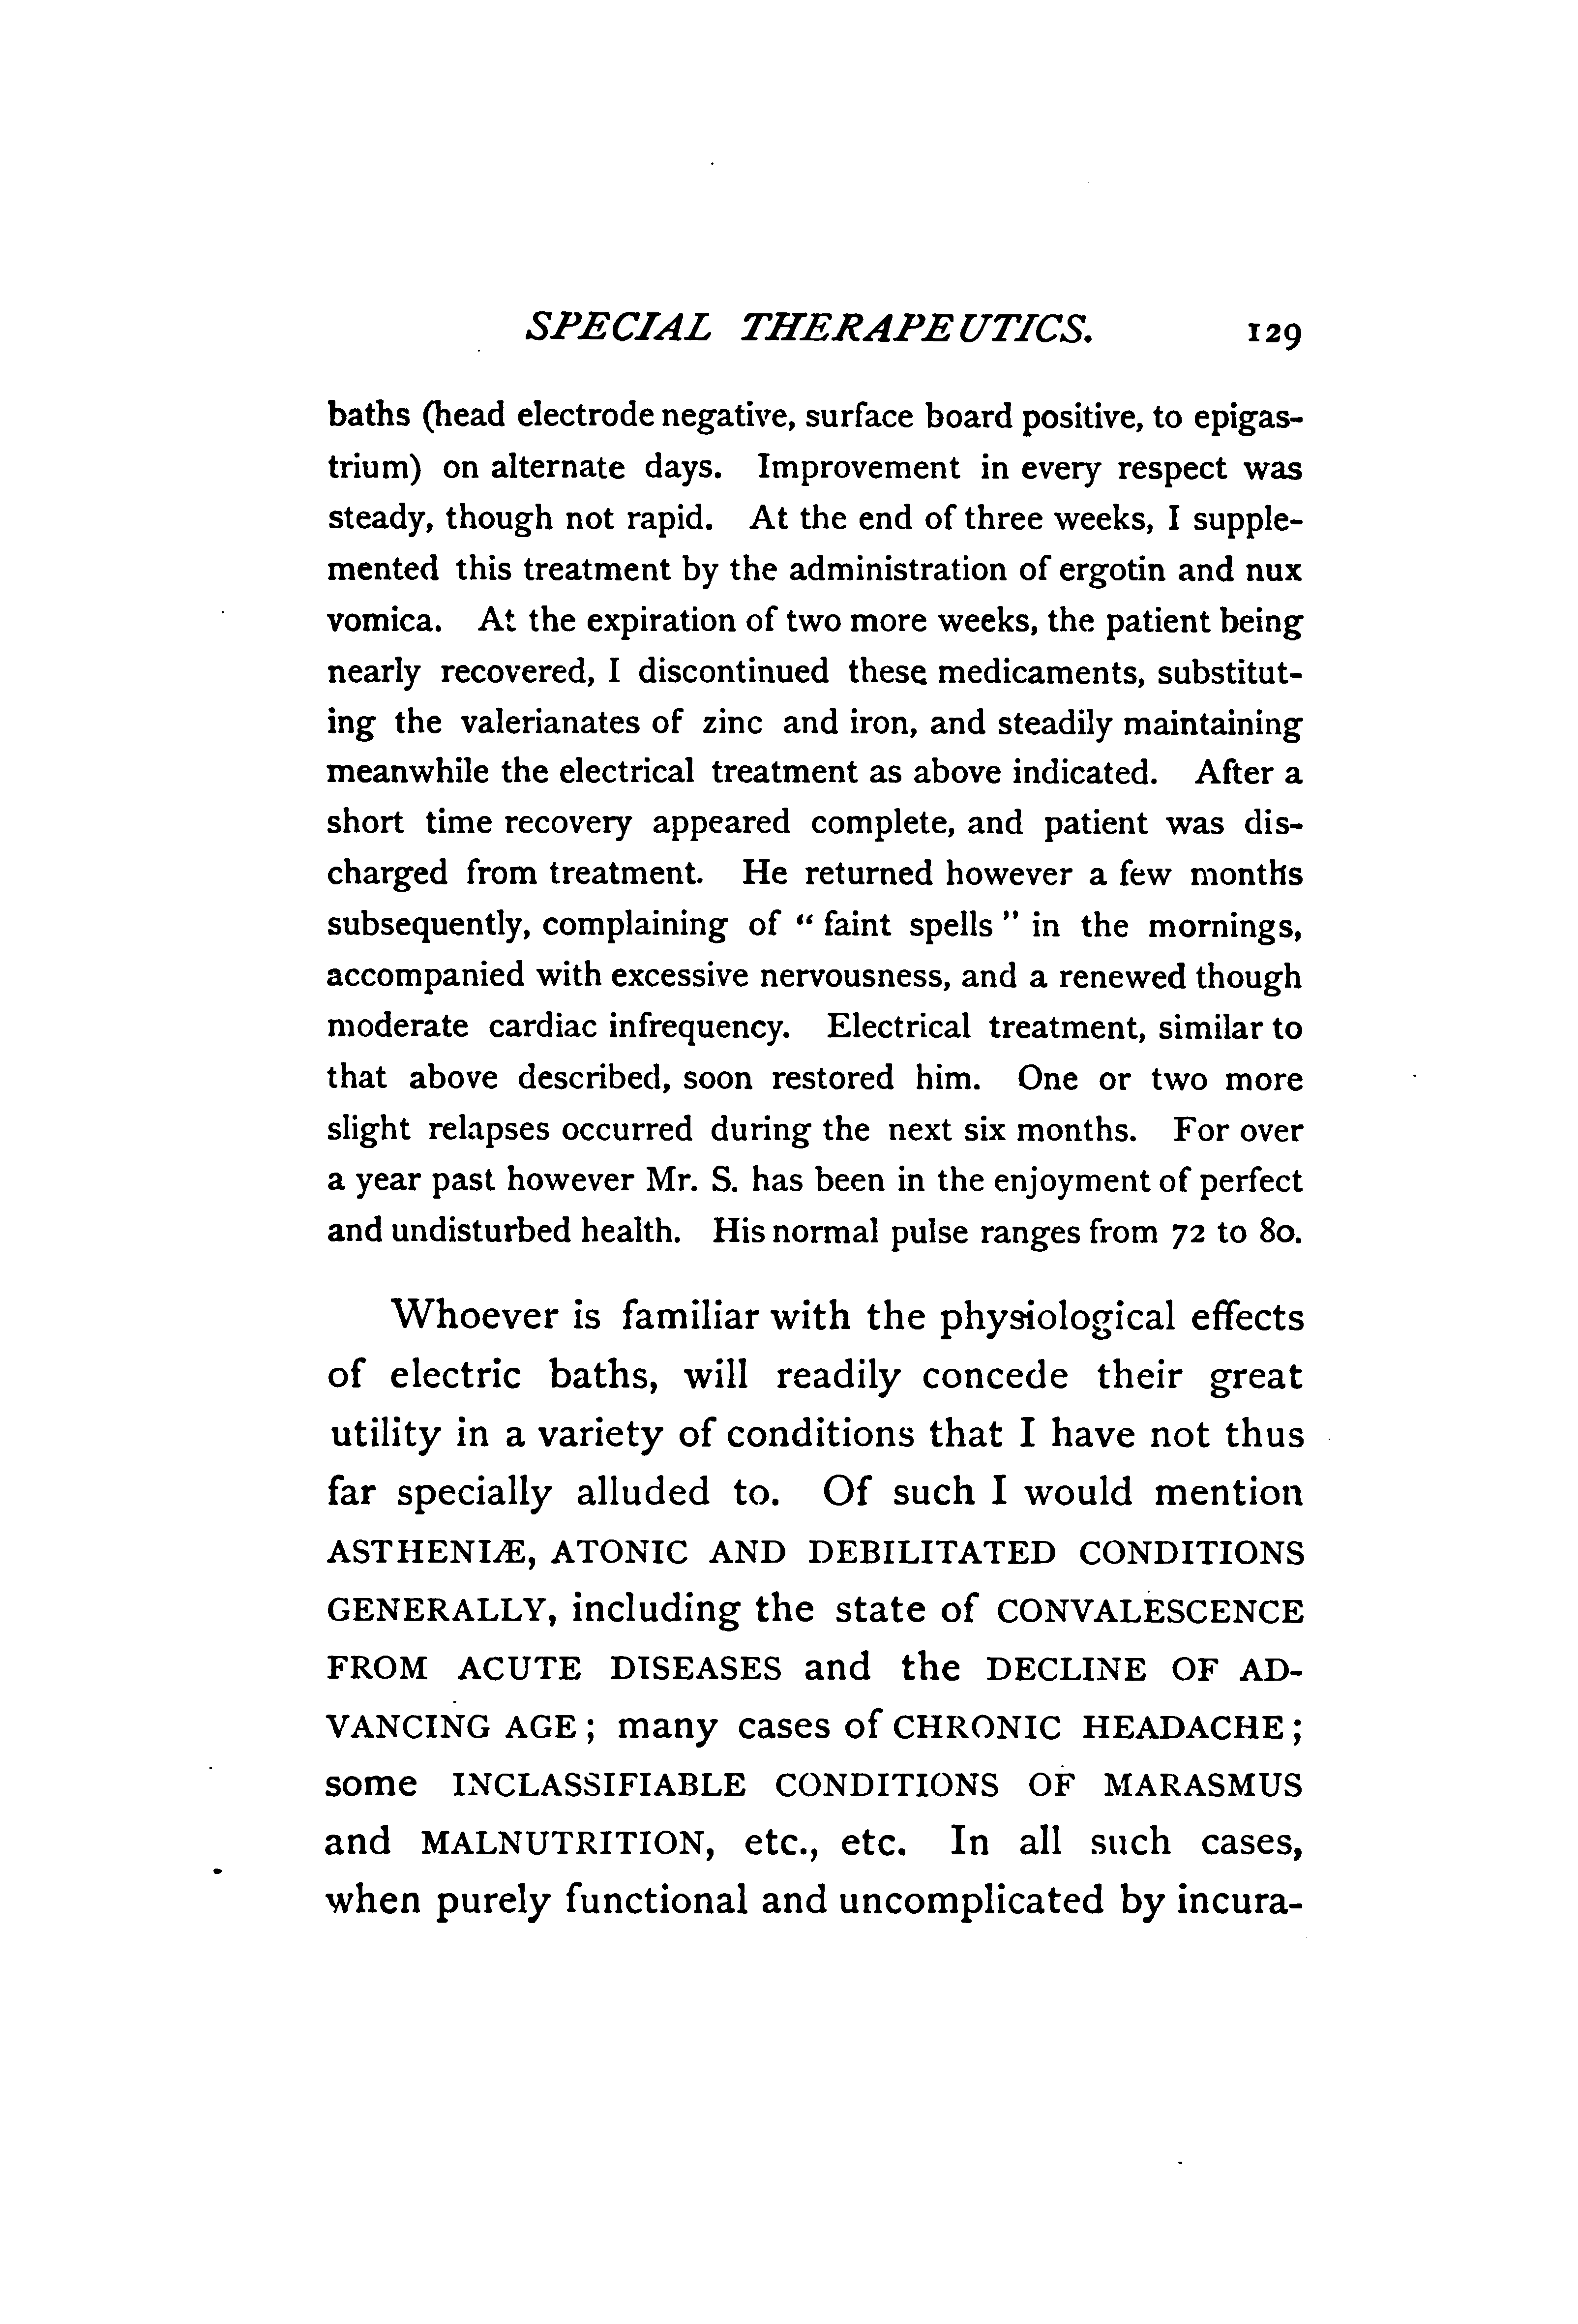 SPECIAL THERAPEUTICS. 129
baths (head electrode negative, surface board positive, to epigas-
trium) on alternate days. Improvement in every respect was
steady, though not rapid. At the end of three weeks, I supple-
mented this treatment by the administration of ergotin and nux
vomica. At the expiration of two more weeks, the patient being
nearly recovered, I discontinued these medicaments, substitut-
ing the valerianates of zinc and iron, and steadily maintaining
meanwhile the electrical treatment as above indicated. After a
short time recovery appeared complete, and patient was dis-
charged from treatment. He returned however a few months
subsequently, complaining of “ faint spells ” in the mornings,
accompanied with excessive nervousness, and a renewed though
moderate cardiac infrequency. Electrical treatment, similar to
that above described, soon restored him. One or two more
slight relapses occurred during the next six months. For over
a year past however Mr. S. has been in the enjoyment of perfect
and undisturbed health. His normal pulse ranges from 72 to 80.
Whoever is familiar with the physiological effects
of electric baths, will readily concede their great
utility in a variety of conditions that I have not thus
far specially alluded to. Of such I would mention
ASTHENIÆ, ATONIC AND DEBILITATED CONDITIONS
GENERALLY, including the state of CONVALESCENCE
FROM ACUTE DISEASES and the DECLINE OF AD-
VANCING AGE ; many cases of CHRONIC HEADACHE ;
some INCLASSIFIABLE CONDITIONS OF MARASMUS
and MALNUTRITION, etc., etc. In all such cases,
when purely functional and uncomplicated by incura-